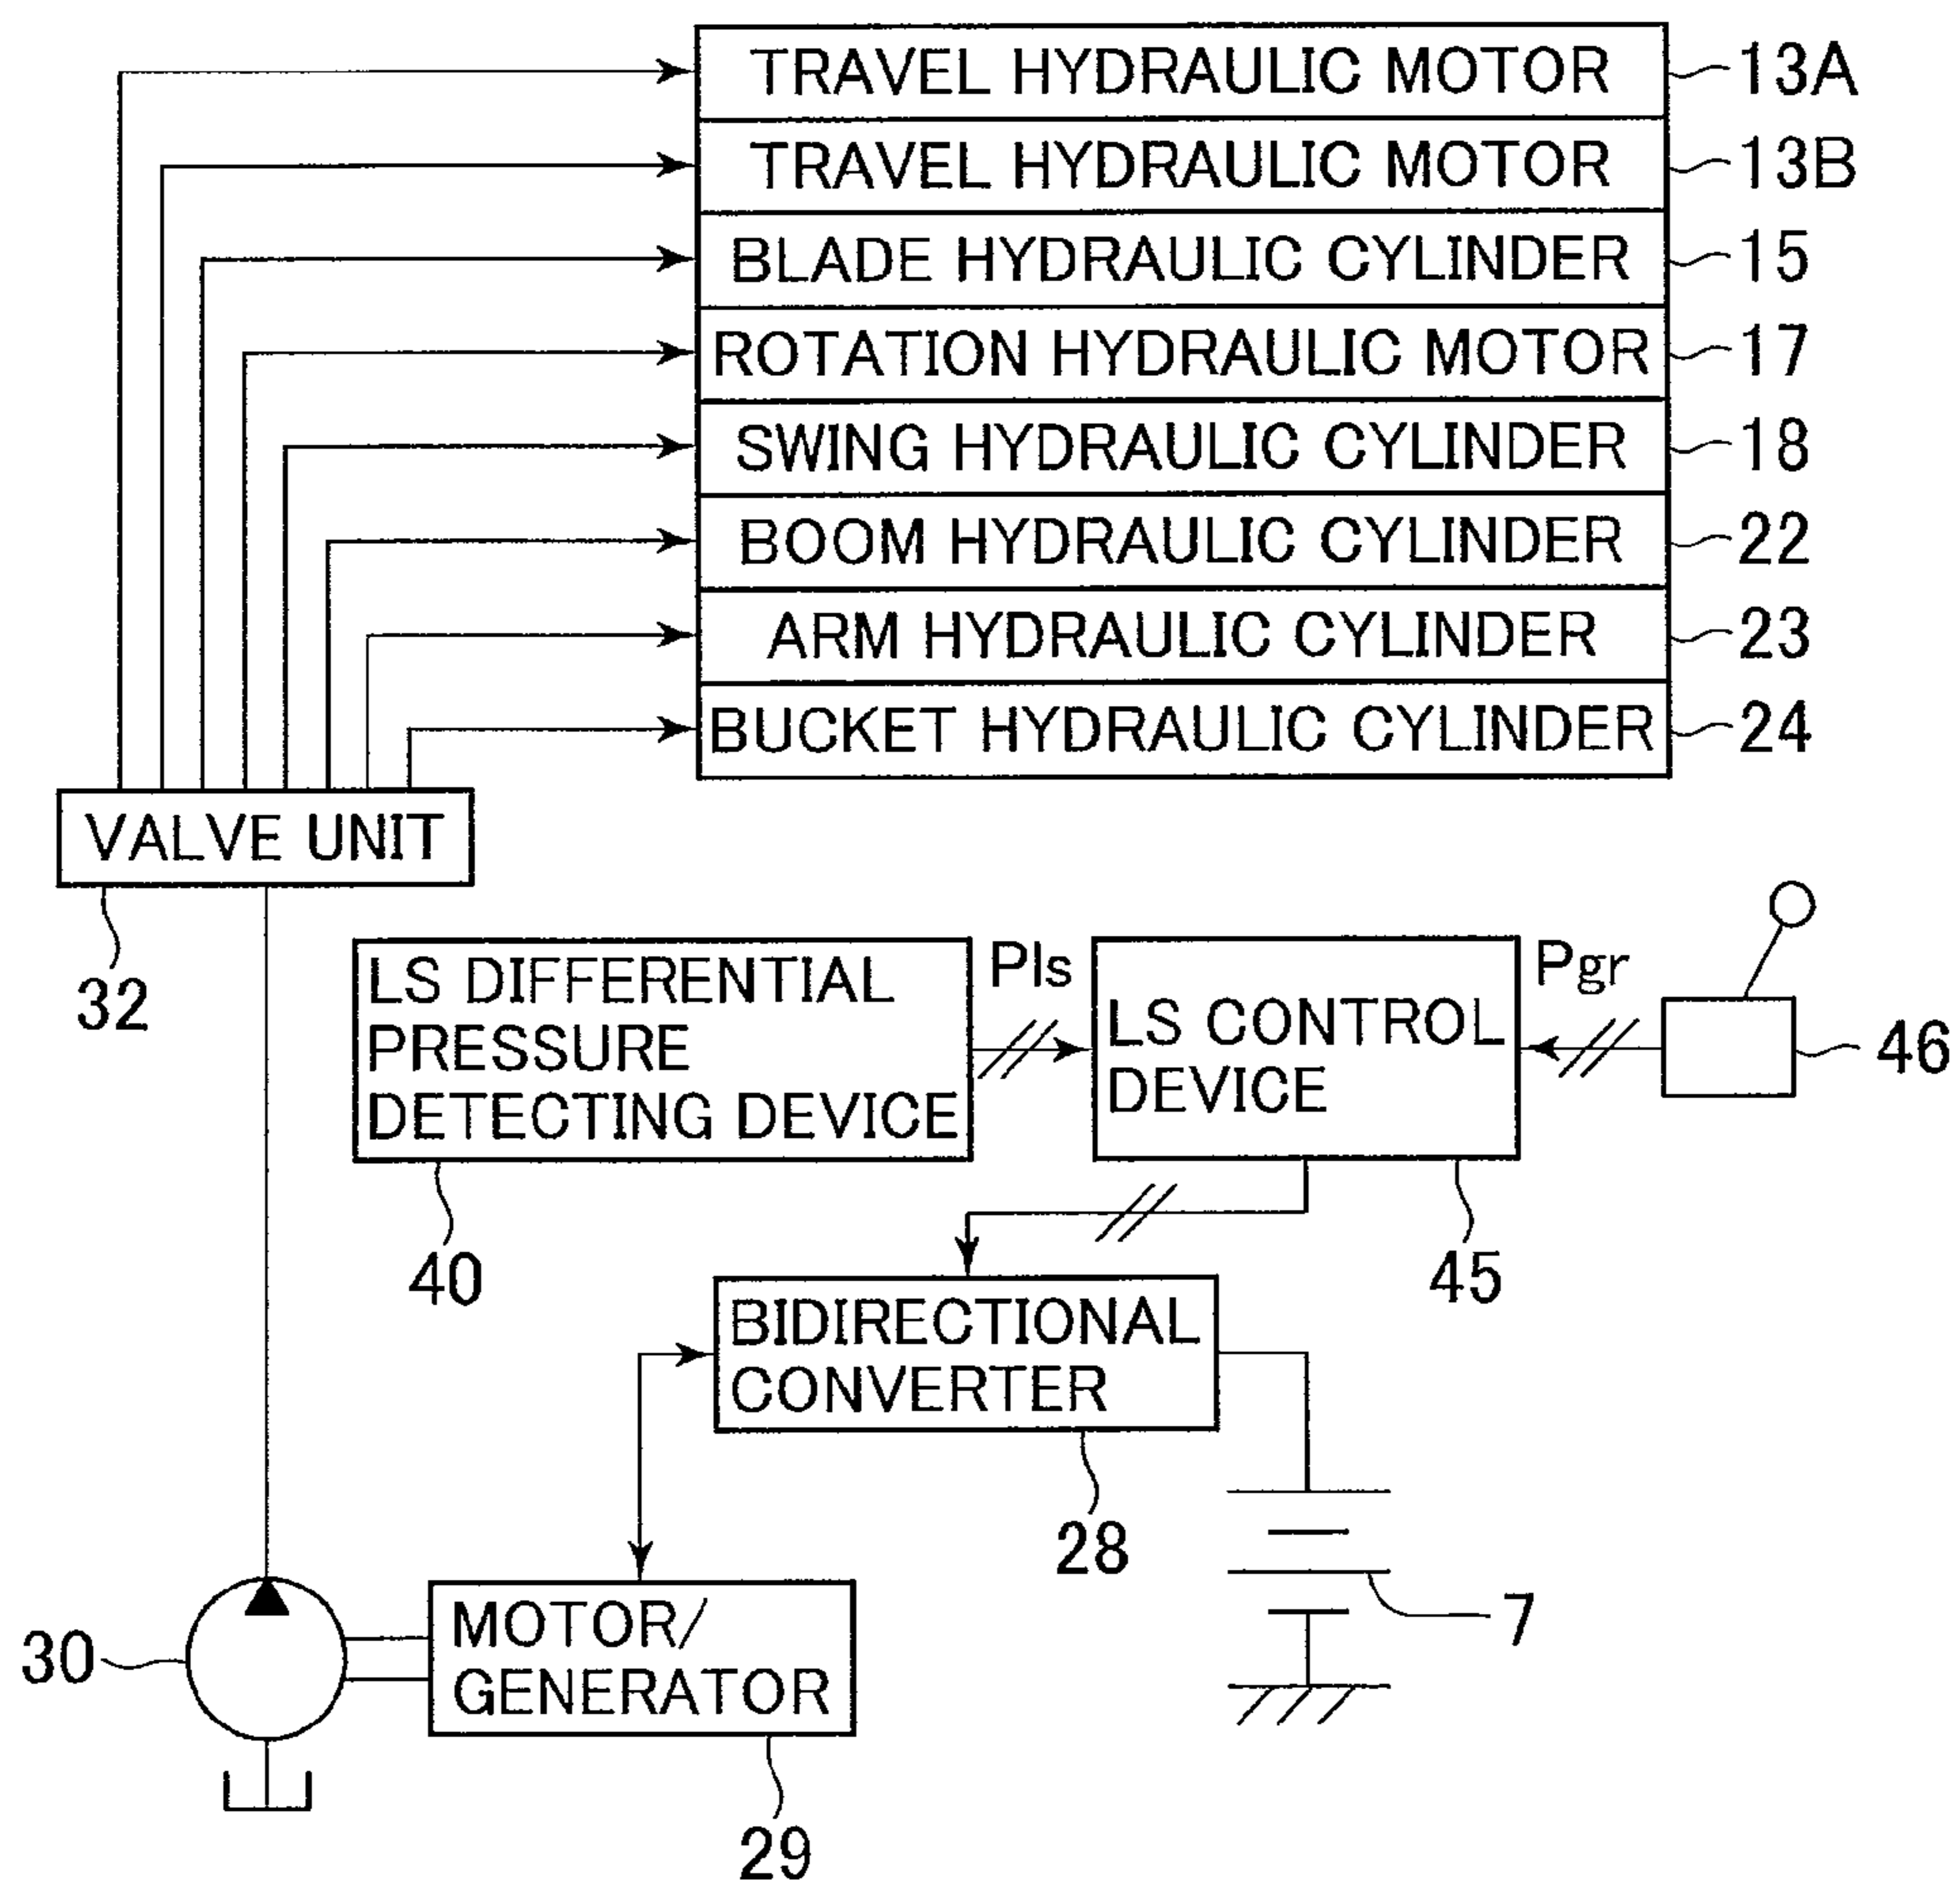 TRAVEL HYDRAULIC MOTOR 13A
TRAVEL HYDRAULIC MOTOR 13B
BLADE HYDRAULIC CYLINDER 15
ROTATION HYDRAULIC MOTOR 17
SWING HYDRAULIC CYLINDER 18
BOOM HYDRAULIC CYLINDER 22
ARM HYDRAULIC CYLINDER 23
BUCKET HYDRAULIC CYLINDER 24
VALVE UNIT
32
LS DIFFERENTIAL
PRESSURE
DETECTING DEVICE
40
Pls
LS CONTROL
DEVICE
45
Pgr
46
BIDIRECTIONAL
CONVERTER
28
7
30
MOTOR/
GENERATOR
29